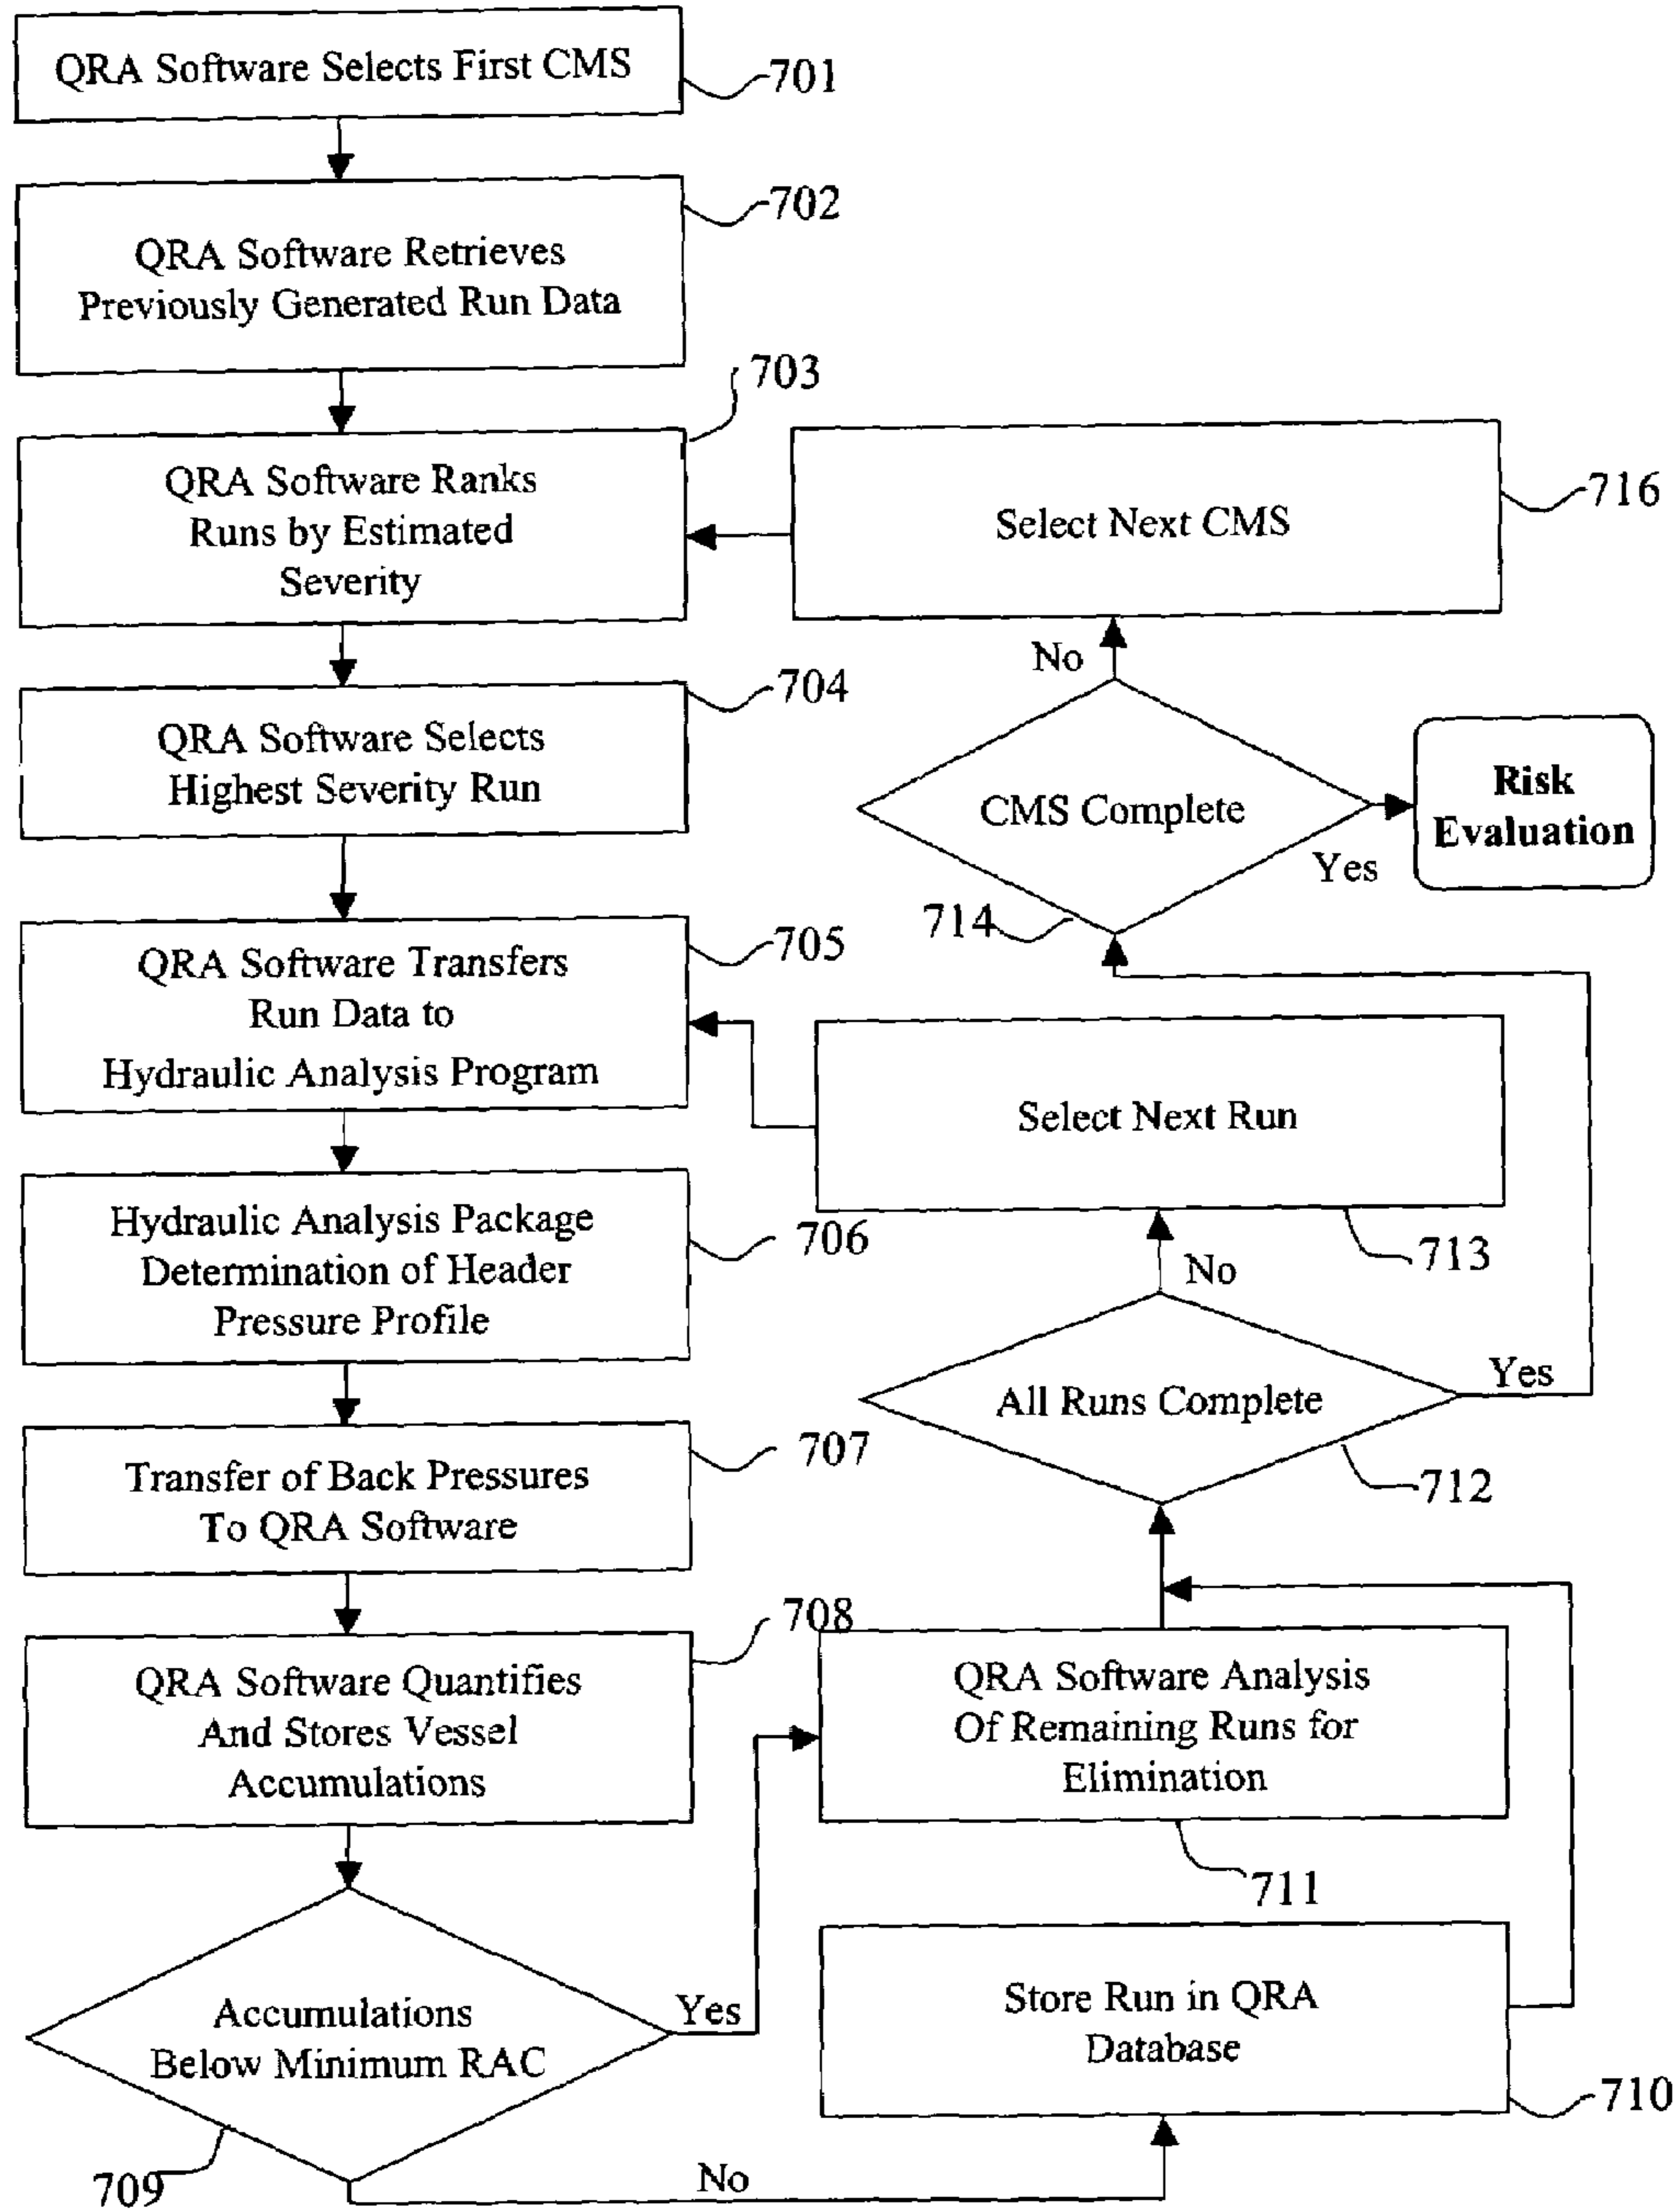 QRA Software Selects First CMS
701
QRA Software Retrieves
Previously Generated Run Data
702
QRA Software Ranks
Runs by Estimated
Severity
703
QRA Software Selects
Highest Severity Run
704
QRA Software Transfers
Run Data to
Hydraulic Analysis Program
705
Hydraulic Analysis Package
Determination of Header
Pressure Profile
706
Transfer of Back Pressures
To QRA Software
707
QRA Software Quantifies
And Stores Vessel
Accumulations
708
Accumulations
Below Minimum RAC
709
Yes
No
Store Run in QRA
Database
710
QRA Software Analysis
Of Remaining Runs for
Elimination
711
All Runs Complete
712
Yes
No
Select Next Run
713
CMS Complete
714
Yes
No
Risk
Evaluation
Select Next CMS
716